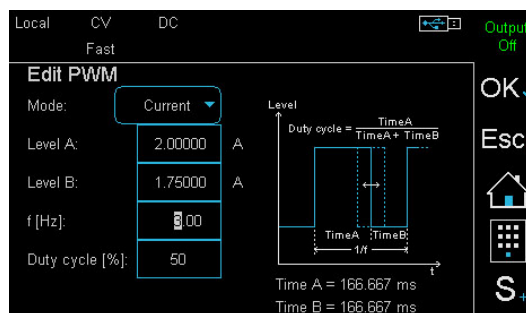 Local CV DC
Fast
Output
Off
Edit PWM
OK
Mode: Current
Level A: 2.00000 A
Level B: 1.75000 A
f [Hz]: 3.00
Duty cycle [%]: 50
Level
Duty cycle = TimeA
TimeA+ TimeB
TimeA TimeB
1/f
t
Time A = 166.667 ms
Time B = 166.667 ms
Esc
S+